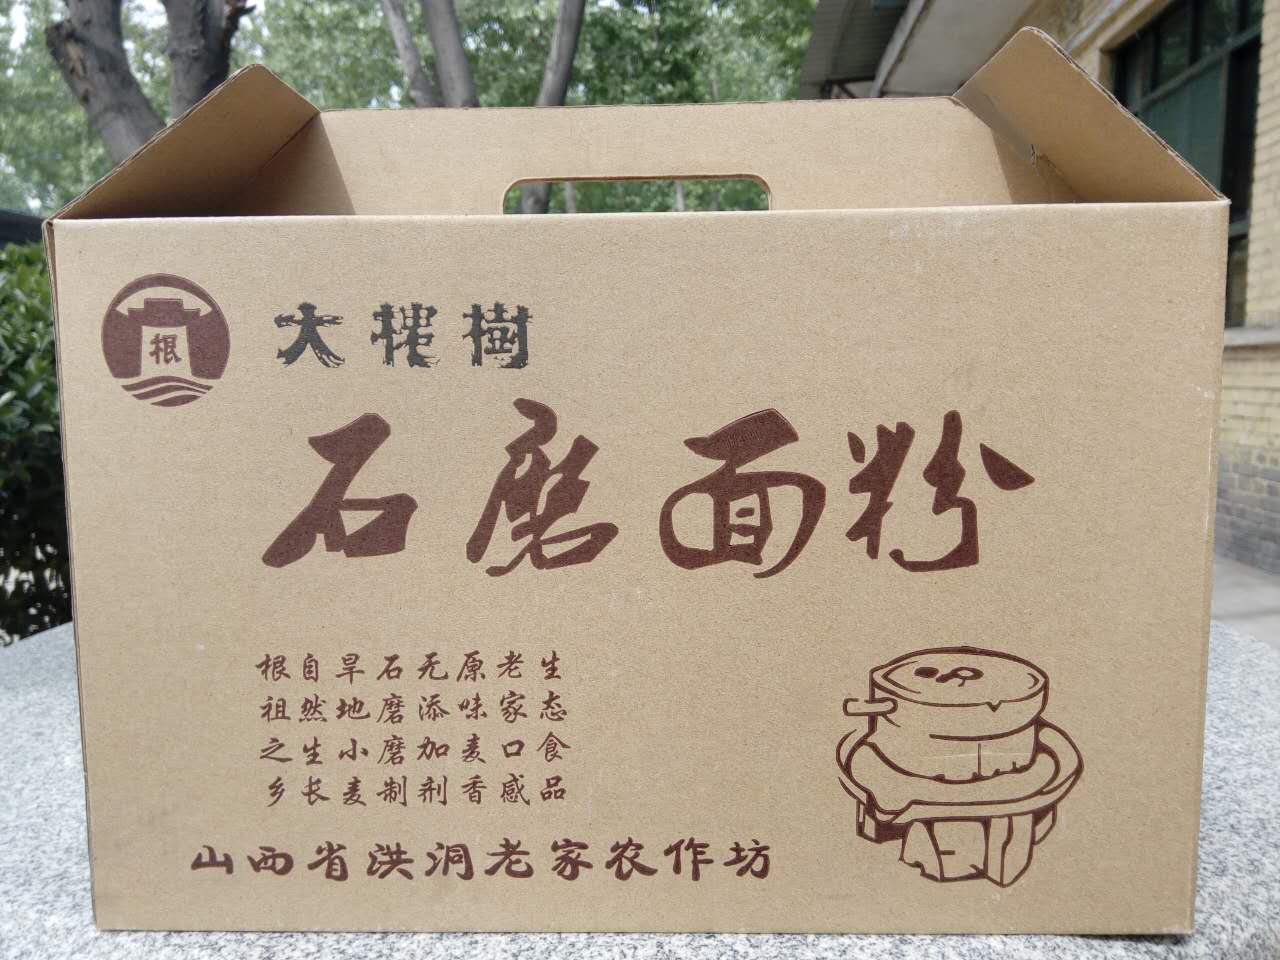 根
大槐樹
石磨面粉
根祖之乡
自然生长
旱地小麦
石磨磨制
无添加剂
原味麦香
老家口感
生态食品
山西省洪洞老家农作坊